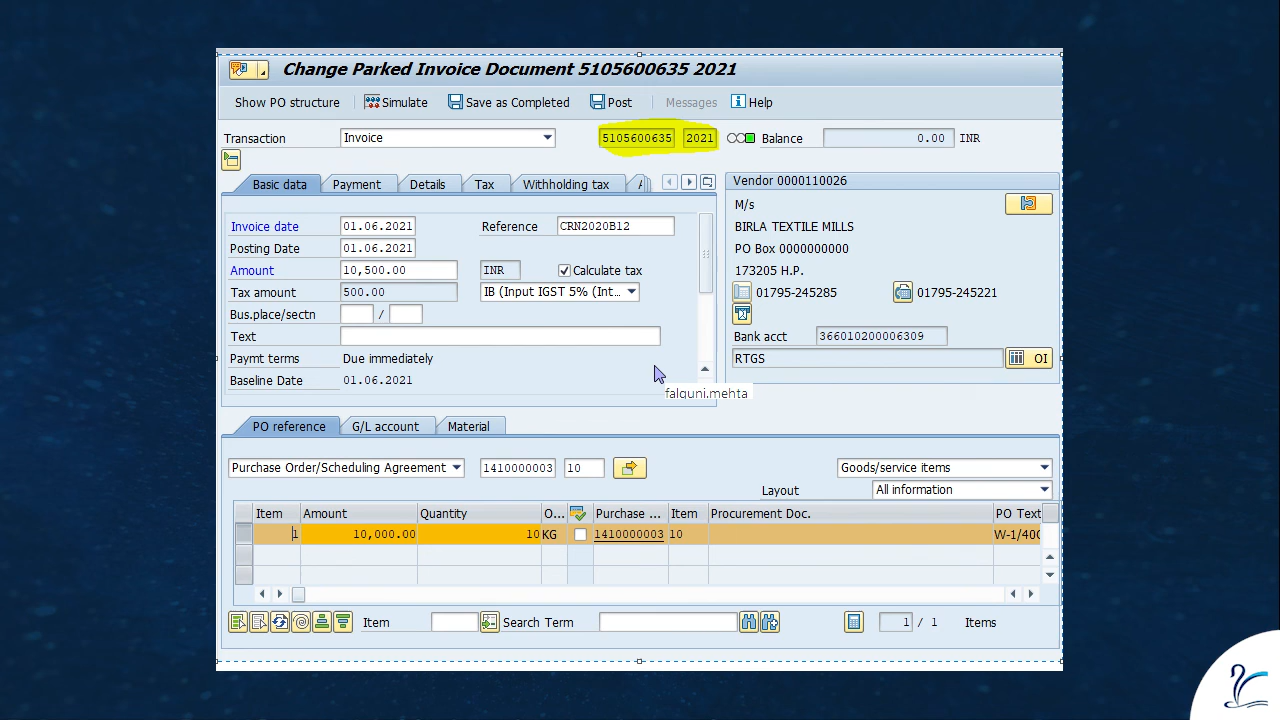 Change Parked Invoice Document 5105600635 2021
Show PO structure Simulate Save as Completed Post Messages Help
Transaction Invoice 5105600635 2021 Balance 0.00 INR
Basic data Payment Details Tax Withholding tax
Invoice date 01.06.2021 Reference CRN2020B12
Posting Date 01.06.2021
Amount 10,500.00 INR Calculate tax
Tax amount 500.00 IB (Input IGST 5% (Int...
Bus.place/sectn /
Text
Paymt terms Due immediately
Baseline Date 01.06.2021
Vendor 0000110026
M/s
BIRLA TEXTILE MILLS
PO Box 0000000000
173205 H.P.
01795-245285 01795-245221
Bank acct 366010200006309
RTGS OI
falguni.mehta
PO reference G/L account Material
Purchase Order/Scheduling Agreement 1410000003 10 Goods/service items
Layout All information
Item Amount Quantity O... Purchase ... Item Procurement Doc. PO Text
1 10,000.00 10 KG 1410000003 10 W-1/40
Item Search Term 1 / 1 Items